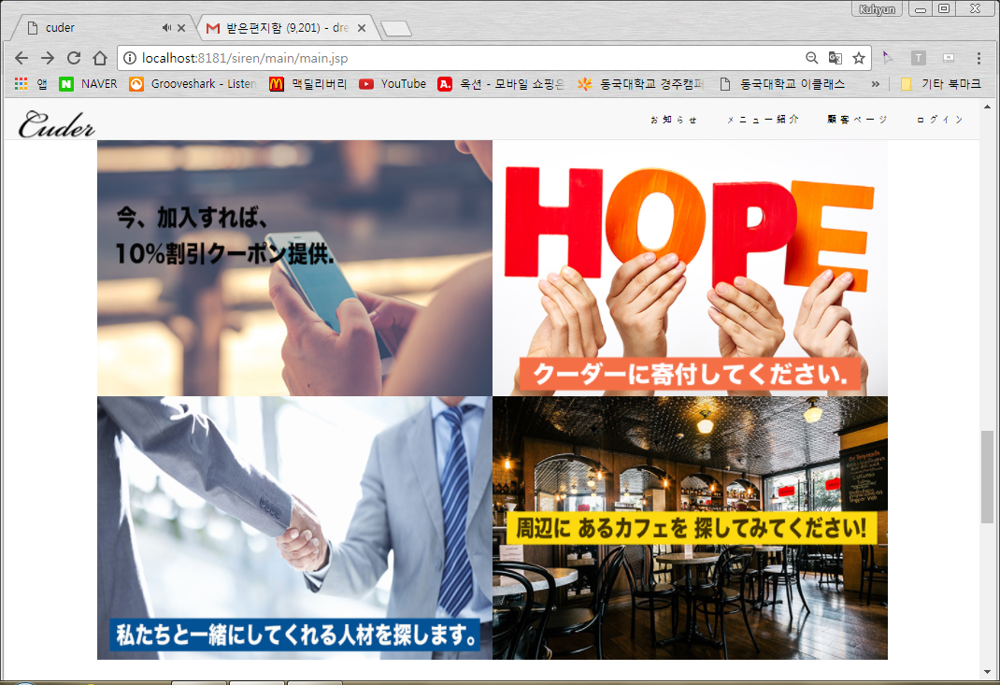 Kuhyun
cuder
받은편지함 (9,201) - dre
localhost:8181/siren/main/main.jsp
앱
NAVER
Grooveshark - Listen
맥딜리버리
YouTube
A.
옥션 - 모바일 쇼핑은
동국대학교 경주캠퍼
동국대학교 이클래스
»
기타 북마크
Cuder
お知らせ
メニュー紹介
顧客ページ
ログイン
今、加入すれば、
10%割引クーポン提供.
HOPE
クーダーに寄付してください.
私たちと一緒にしてくれる人材を探します。
周辺に あるカフェを 探してみてください!